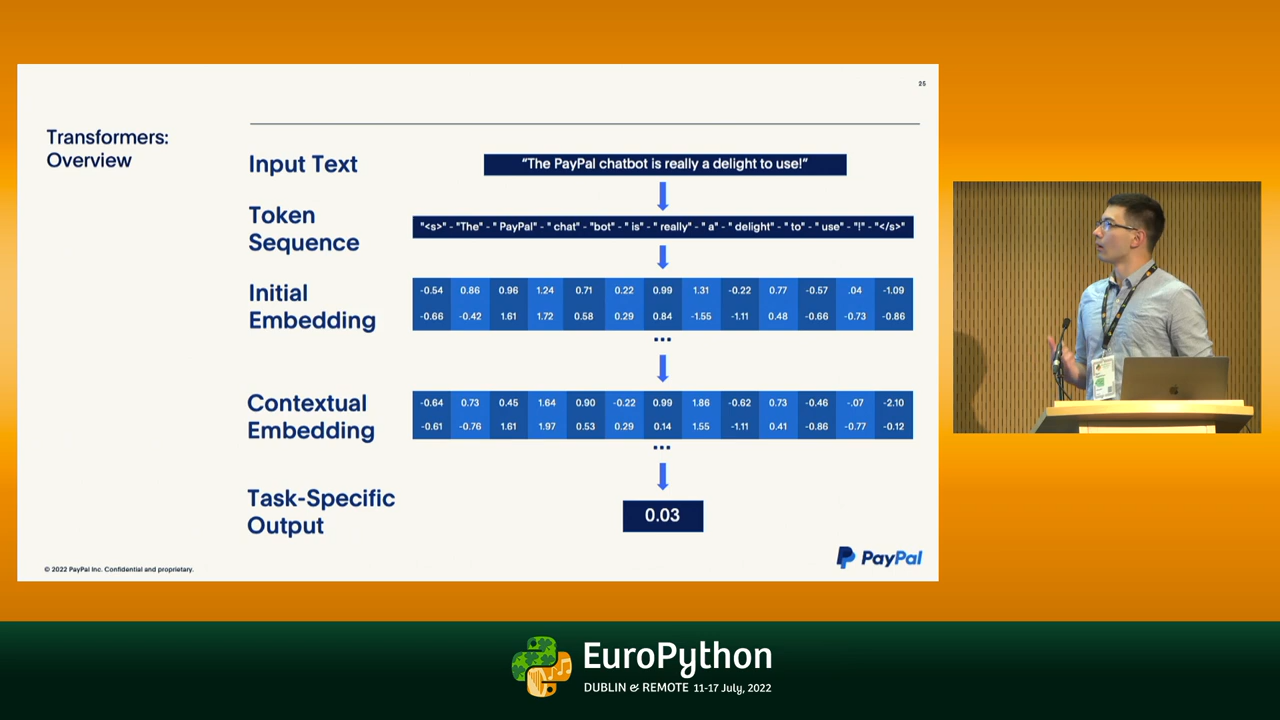 25
Transformers:
Overview
Input Text
“The PayPal chatbot is really a delight to use!”
Token
Sequence
"<s>" - "The" - " PayPal" - " chat" - "bot" - " is" - " really" - " a" - " delight" - " to" - " use" - "!" - "</s>"
Initial
Embedding
-0.54 0.86 0.96 1.24 0.71 0.22 0.99 1.31 -0.22 0.77 -0.57 .04 -1.09
-0.66 -0.42 1.61 1.72 0.58 0.29 0.84 -1.55 -1.11 0.48 -0.66 -0.73 -0.86
...
Contextual
Embedding
-0.64 0.73 0.45 1.64 0.90 -0.22 0.99 1.86 -0.62 0.73 -0.46 -.07 -2.10
-0.61 -0.76 1.61 1.97 0.53 0.29 0.14 1.55 -1.11 0.41 -0.86 -0.77 -0.12
...
Task-Specific
Output
0.03
© 2022 PayPal Inc. Confidential and proprietary.
PayPal
EuroPython
DUBLIN & REMOTE 11-17 July, 2022